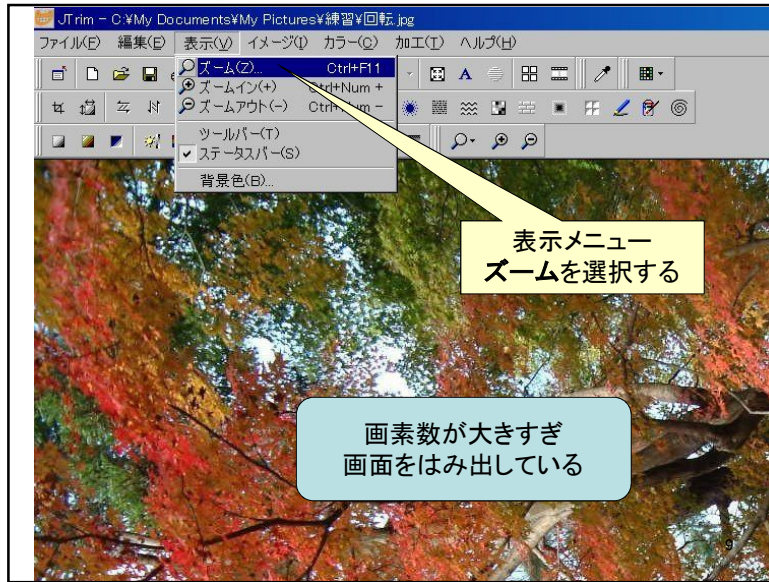 JTrim - C:¥My Documents¥My Pictures¥練習¥回転.jpg
ファイル(F) 編集(E) 表示(V) イメージ(I) カラー(C) 加工(T) ヘルプ(H)
ズーム(Z)... Ctrl+F11
ズームイン(+) Ctrl+Num +
ズームアウト(-) Ctrl+Num -
ツールバー(T)
ステータスバー(S)
背景色(B)...
表示メニュー
ズームを選択する
画素数が大きすぎ
画面をはみ出している
9